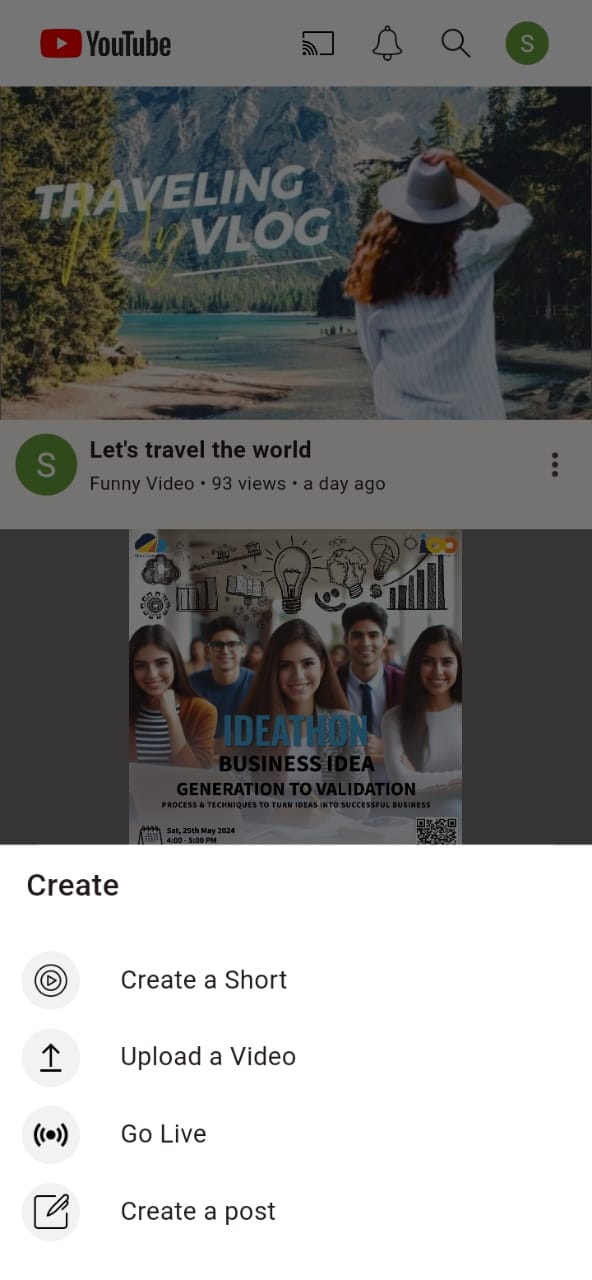 YouTube
S
TRAVELING
My
VLOG
S
Let's travel the world
Funny Video • 93 views • a day ago
IDEATHON
BUSINESS IDEA
GENERATION TO VALIDATION
PROCESS & TECHNIQUES TO TURN IDEAS INTO SUCCESSFUL BUSINESS
Sat, 25th May 2024
4:00 - 5:00 PM
Create
Create a Short
Upload a Video
Go Live
Create a post